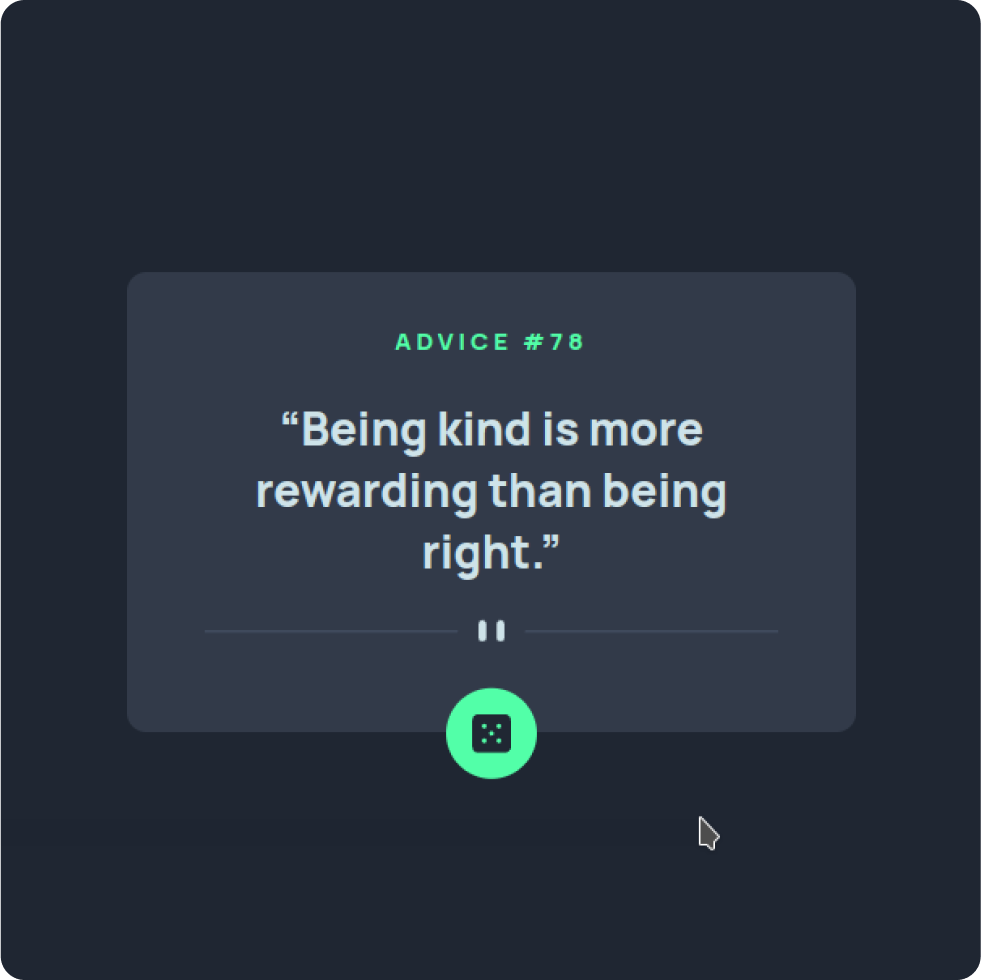 ADVICE #78
“Being kind is more
rewarding than being
right.”